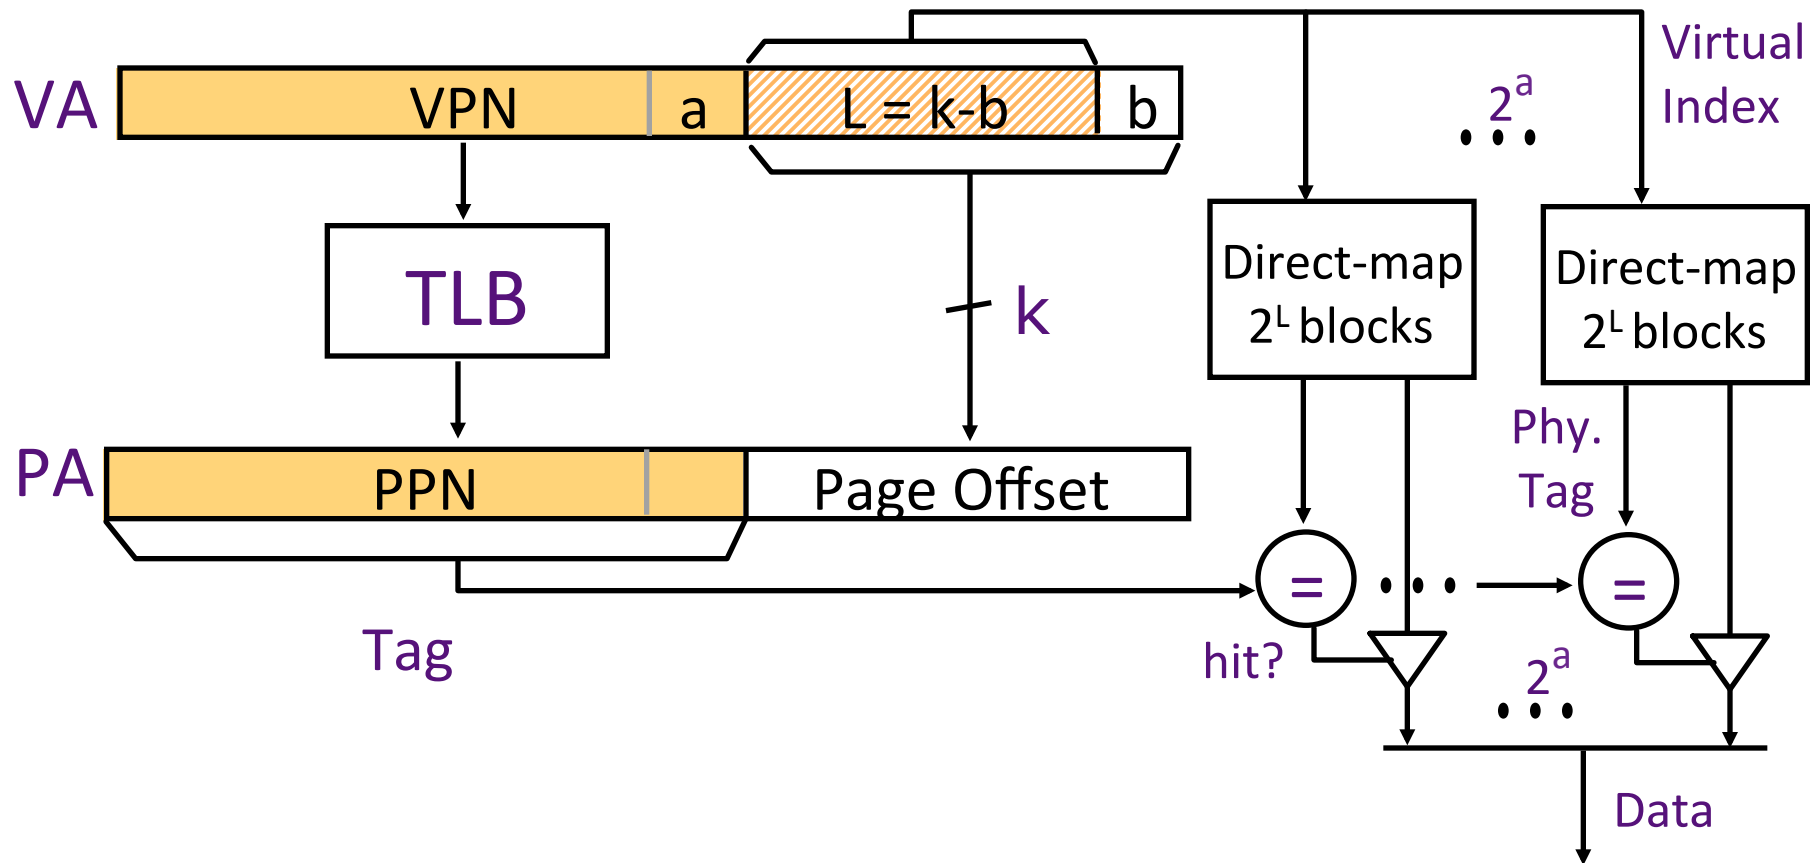 VA
VPN
a
L = k-b
b
Virtual
Index
2ᵃ
TLB
k
Direct-map
2ᴸ blocks
Direct-map
2ᴸ blocks
PA
PPN
Page Offset
Phy.
Tag
=
=
Tag
hit?
2ᵃ
Data